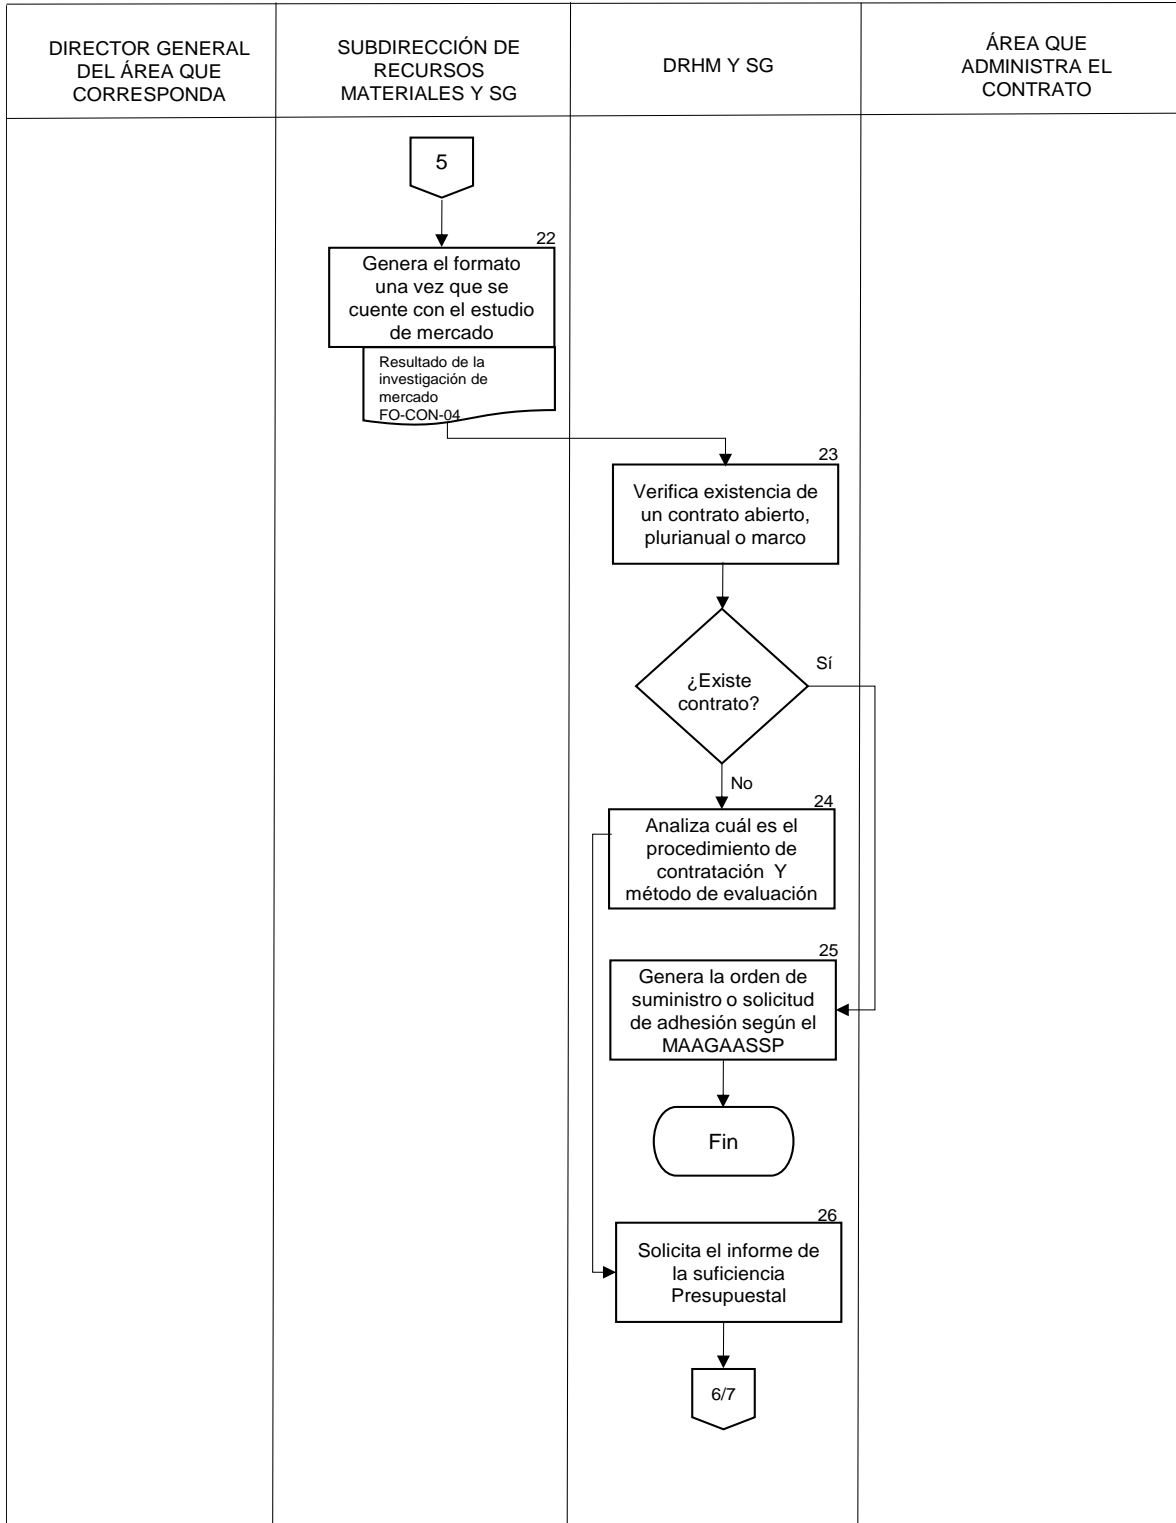 DIRECTOR GENERAL
DEL ÁREA QUE
CORRESPONDA
SUBDIRECCIÓN DE
RECURSOS
MATERIALES Y SG
DRHM Y SG
ÁREA QUE
ADMINISTRA EL
CONTRATO
5
22
Genera el formato
una vez que se
cuente con el estudio
de mercado
Resultado de la
investigación de
mercado
FO-CON-04
23
Verifica existencia de
un contrato abierto,
plurianual o marco
¿Existe
contrato?
Sí
No
24
Analiza cuál es el
procedimiento de
contratación Y
método de evaluación
25
Genera la orden de
suministro o solicitud
de adhesión según el
MAAGAASSP
Fin
26
Solicita el informe de
la suficiencia
Presupuestal
6/7